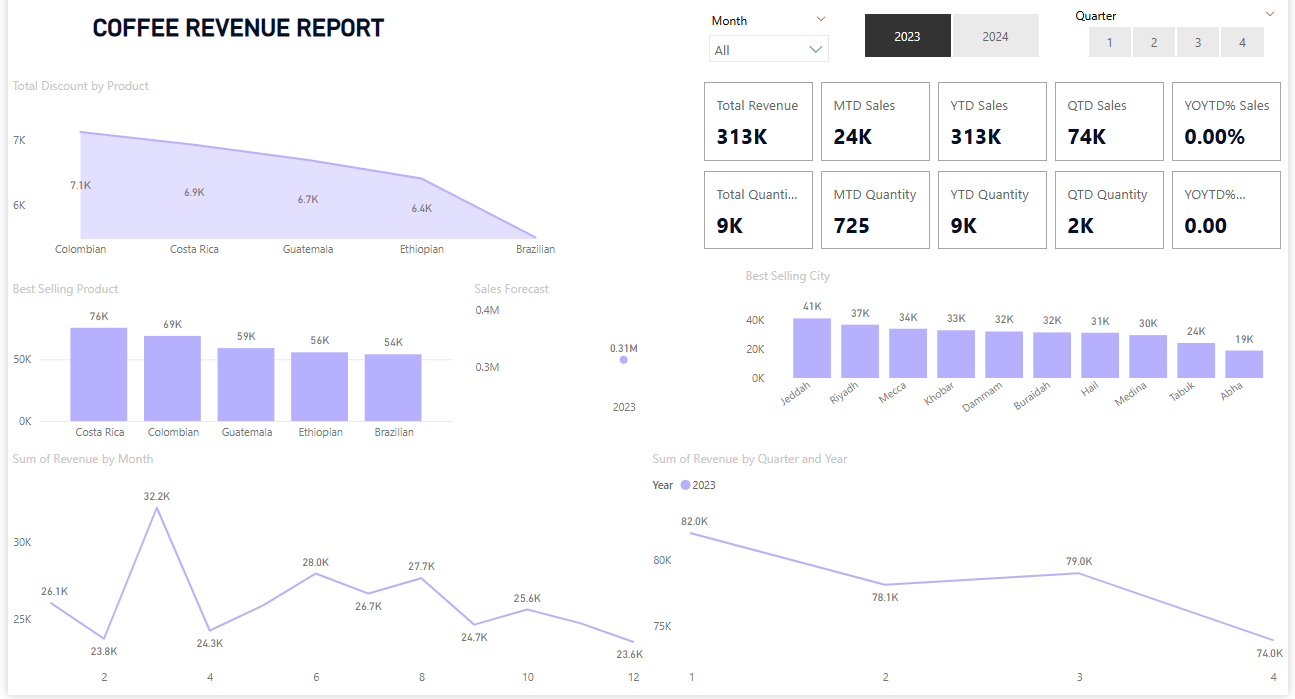 COFFEE REVENUE REPORT
Month
All
2023
2024
Quarter
1
2
3
4
Total Revenue
313K
MTD Sales
24K
YTD Sales
313K
QTD Sales
74K
YOYTD% Sales
0.00%
Total Quanti...
9K
MTD Quantity
725
YTD Quantity
9K
QTD Quantity
2K
YOYTD%...
0.00
Total Discount by Product
7K
6K
7.1K
6.9K
6.7K
6.4K
Colombian
Costa Rica
Guatemala
Ethiopian
Brazilian
Best Selling Product
50K
0K
76K
69K
59K
56K
54K
Costa Rica
Colombian
Guatemala
Ethiopian
Brazilian
Sales Forecast
0.4M
0.3M
0.31M
2023
Best Selling City
40K
20K
0K
41K
37K
34K
33K
32K
32K
31K
30K
24K
19K
Jeddah
Riyadh
Mecca
Khobar
Dammam
Buraidah
Hail
Medina
Tabuk
Abha
Sum of Revenue by Month
30K
25K
26.1K
23.8K
32.2K
24.3K
28.0K
26.7K
27.7K
24.7K
25.6K
23.6K
2
4
6
8
10
12
Sum of Revenue by Quarter and Year
Year
2023
80K
75K
82.0K
78.1K
79.0K
74.0K
1
2
3
4